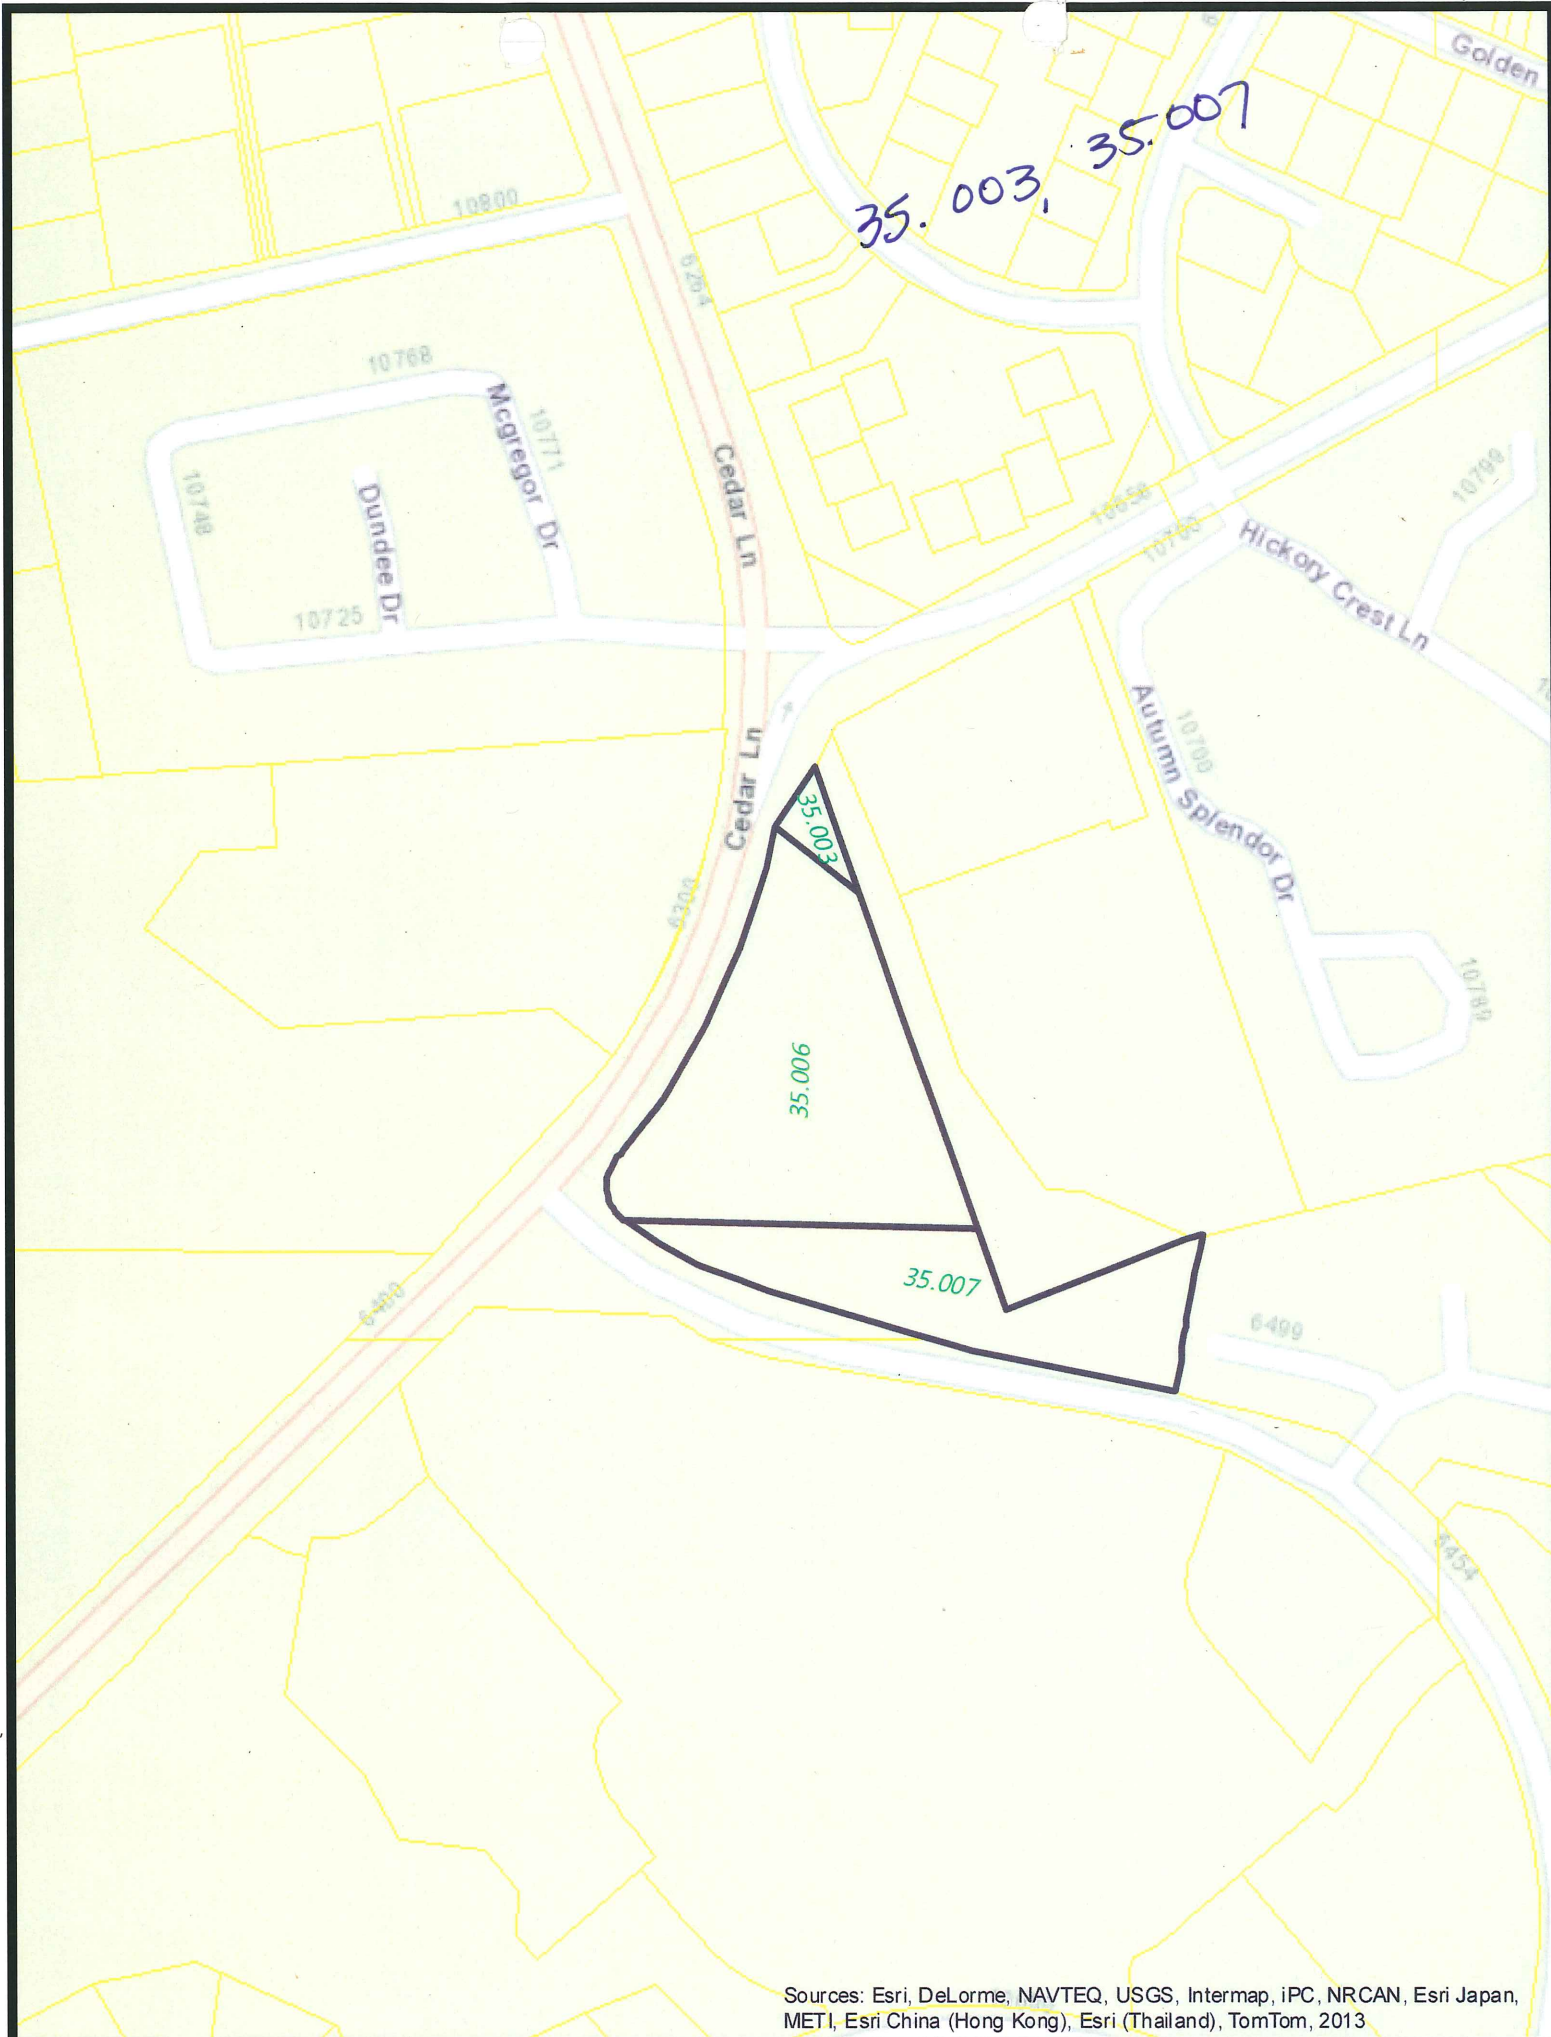 Golden
35.003, 35.007
10800
6264
10768
Mcgregor Dr
10771
10748
Dundee Dr
10725
Cedar Ln
10799
10700
Hickory Crest Ln
Autumn Splendor Dr
10700
Cedar Ln
35.003
6300
10789
35.006
35.007
6499
6400
6454
Sources: Esri, DeLorme, NAVTEQ, USGS, Intermap, iPC, NRCAN, Esri Japan,
METI, Esri China (Hong Kong), Esri (Thailand), TomTom, 2013